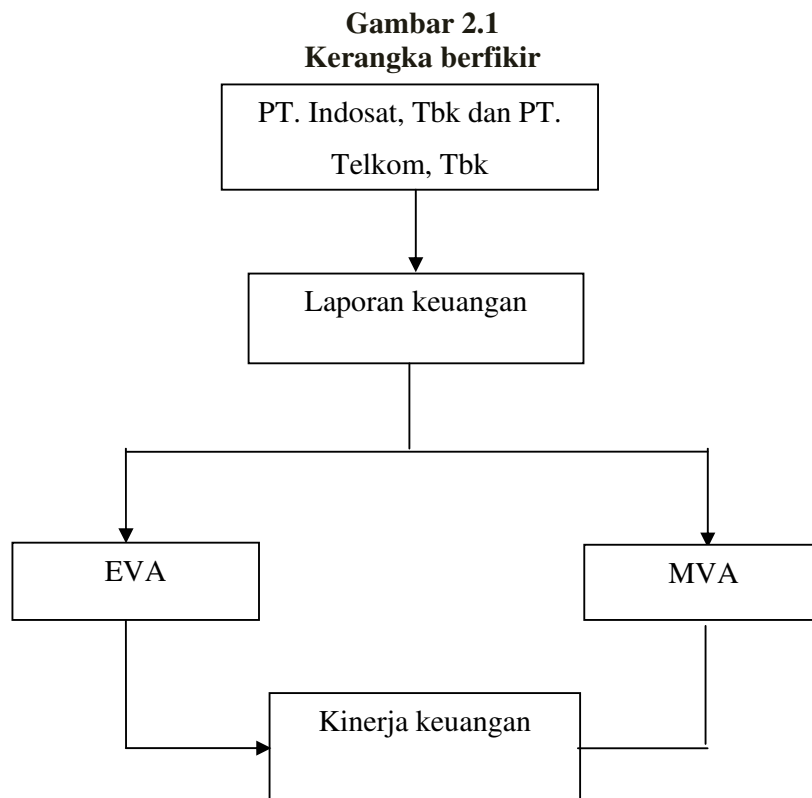 Gambar 2.1
Kerangka berfikir
PT. Indosat, Tbk dan PT.
Telkom, Tbk
Laporan keuangan
EVA
MVA
Kinerja keuangan